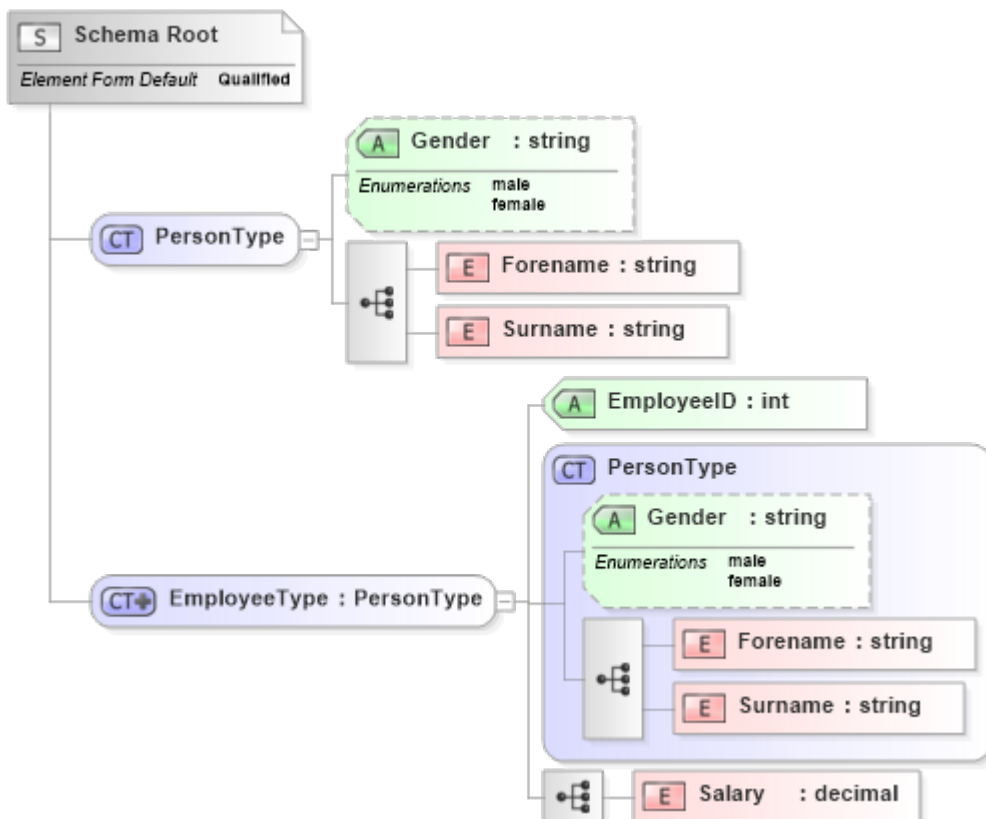 S Schema Root
Element Form Default Qualified
A Gender : string
Enumerations male
female
CT PersonType
E Forename : string
E Surname : string
A EmployeeID : int
CT PersonType
A Gender : string
Enumerations male
female
CT EmployeeType : PersonType
E Forename : string
E Surname : string
E Salary : decimal